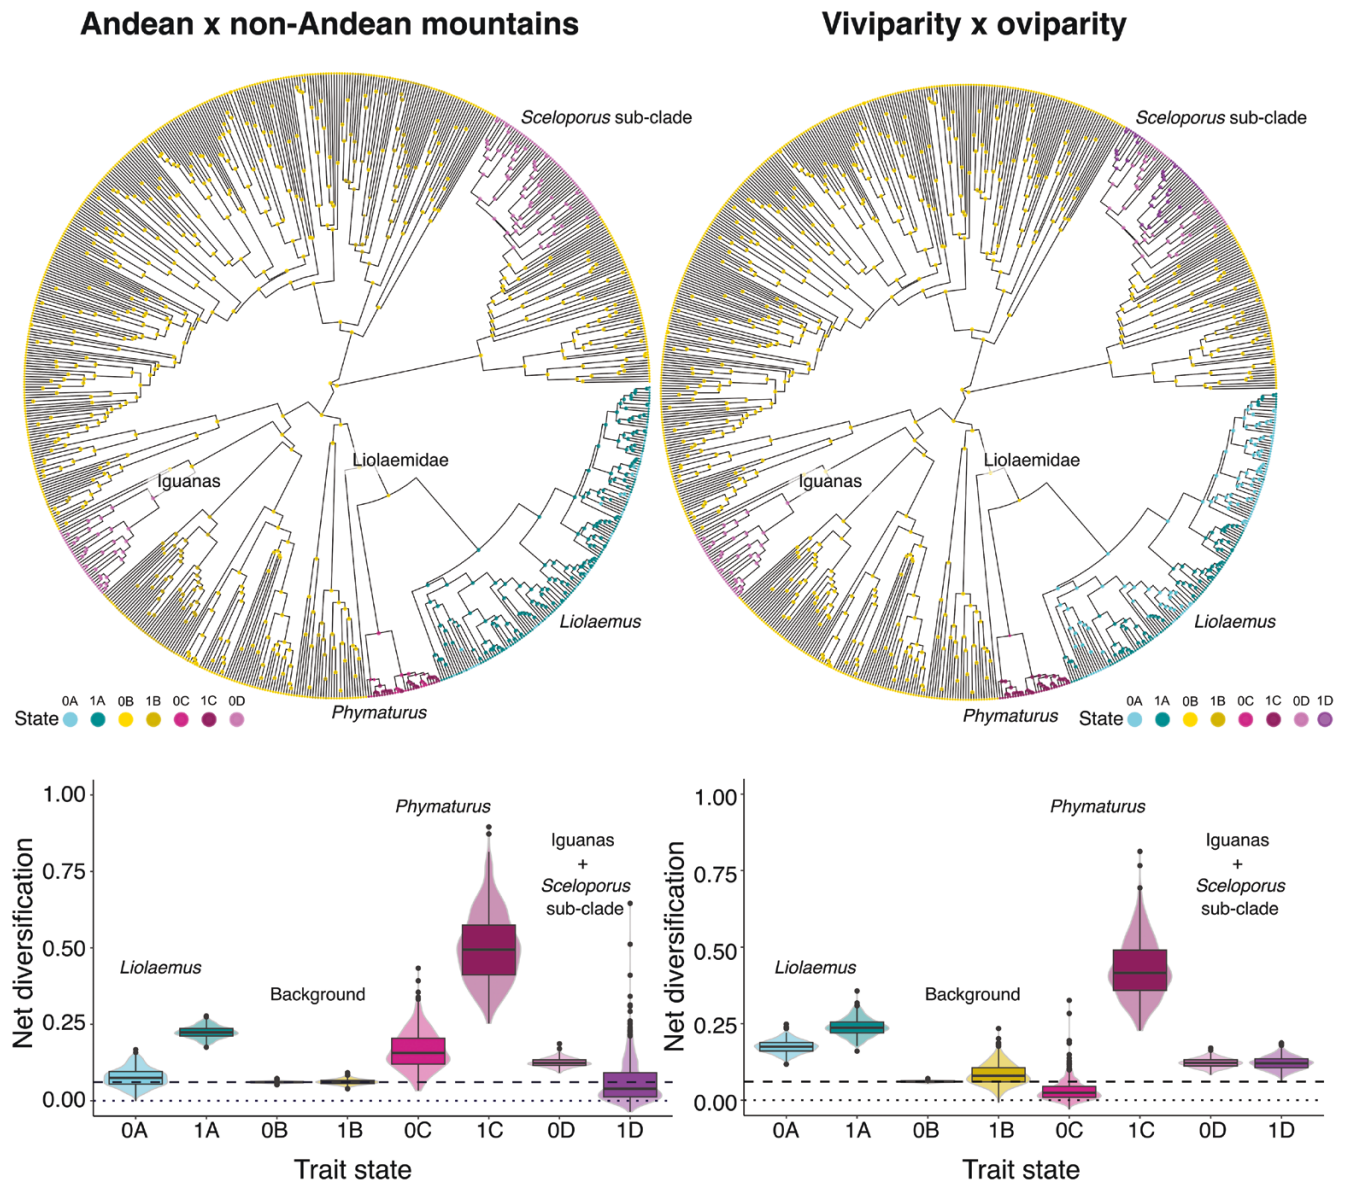 Andean x non-Andean mountains
Viviparity x oviparity
Sceloporus sub-clade
Sceloporus sub-clade
Liolaemidae
Liolaemidae
Iguanas
Iguanas
Liolaemus
Liolaemus
Phymaturus
Phymaturus
0A 1A 0B 1B 0C 1C 0D
State
0A 1A 0B 1B 0C 1C 0D 1D
State
Net diversification
1.00
0.75
0.50
0.25
0.00
Phymaturus
Iguanas
+
Sceloporus
sub-clade
Liolaemus
Background
0A 1A 0B 1B 0C 1C 0D 1D
Trait state
Net diversification
1.00
0.75
0.50
0.25
0.00
Phymaturus
Iguanas
+
Sceloporus
sub-clade
Liolaemus
Background
0A 1A 0B 1B 0C 1C 0D 1D
Trait state